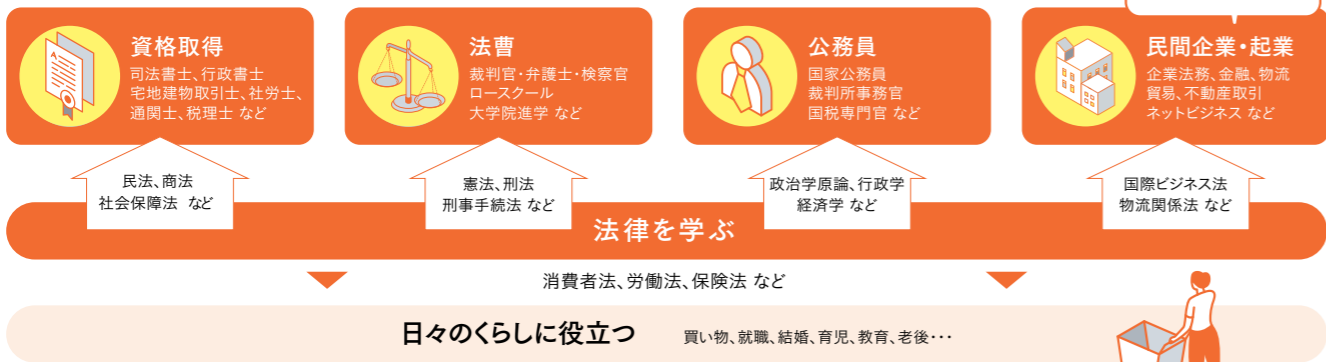 資格取得
司法書士、行政書士
宅地建物取引士、社労士、
通関士、税理士 など
法曹
裁判官・弁護士・検察官
ロースクール
大学院進学 など
公務員
国家公務員
裁判所事務官
国税専門官 など
民間企業・起業
企業法務、金融、物流
貿易、不動産取引
ネットビジネス など
民法、商法
社会保障法 など
憲法、刑法
刑事手続法 など
政治学原論、行政学
経済学 など
国際ビジネス法
物流関係法 など
法律を学ぶ
消費者法、労働法、保険法 など
日々のくらしに役立つ 買い物、就職、結婚、育児、教育、老後・・・